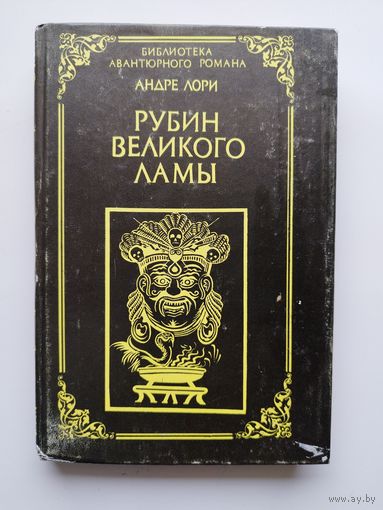 БИБЛИОТЕКА
АВАНТЮРНОГО РОМАНА
АНДРЕ ЛОРИ
РУБИН
ВЕЛИКОГО
ЛАМЫ
www.ay.by